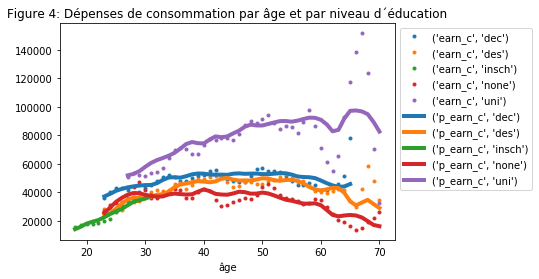 Figure 4: Dépenses de consommation par âge et par niveau d´éducation
140000
120000
100000
80000
60000
40000
20000
20 30 40 50 60 70
âge
('earn_c', 'dec')
('earn_c', 'des')
('earn_c', 'insch')
('earn_c', 'none')
('earn_c', 'uni')
('p_earn_c', 'dec')
('p_earn_c', 'des')
('p_earn_c', 'insch')
('p_earn_c', 'none')
('p_earn_c', 'uni')